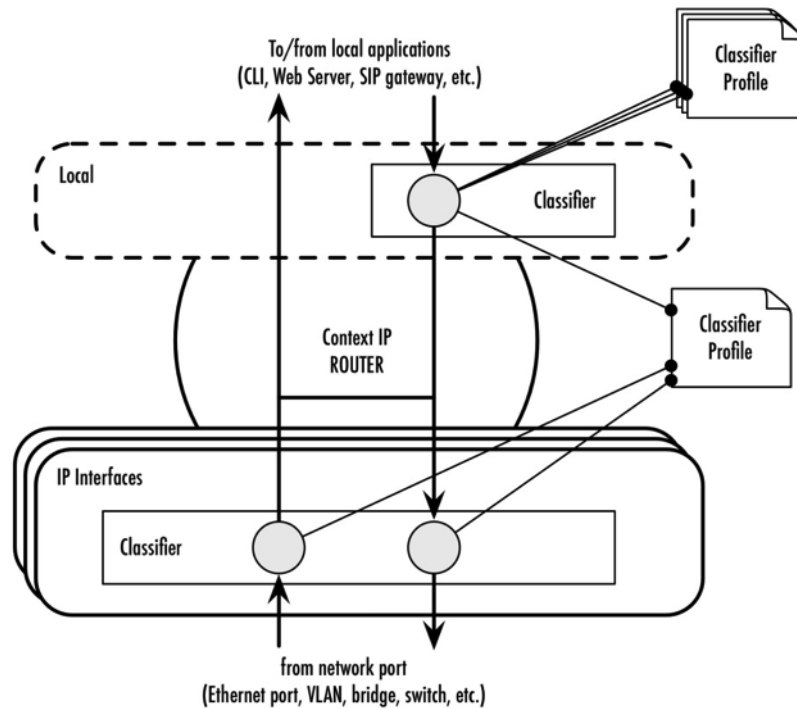 To/from local applications
(CLI, Web Server, SIP gateway, etc.)
Classifier
Profile
Local
Classifier
Classifier
Profile
Context IP
ROUTER
IP Interfaces
Classifier
from network port
(Ethernet port, VLAN, bridge, switch, etc.)